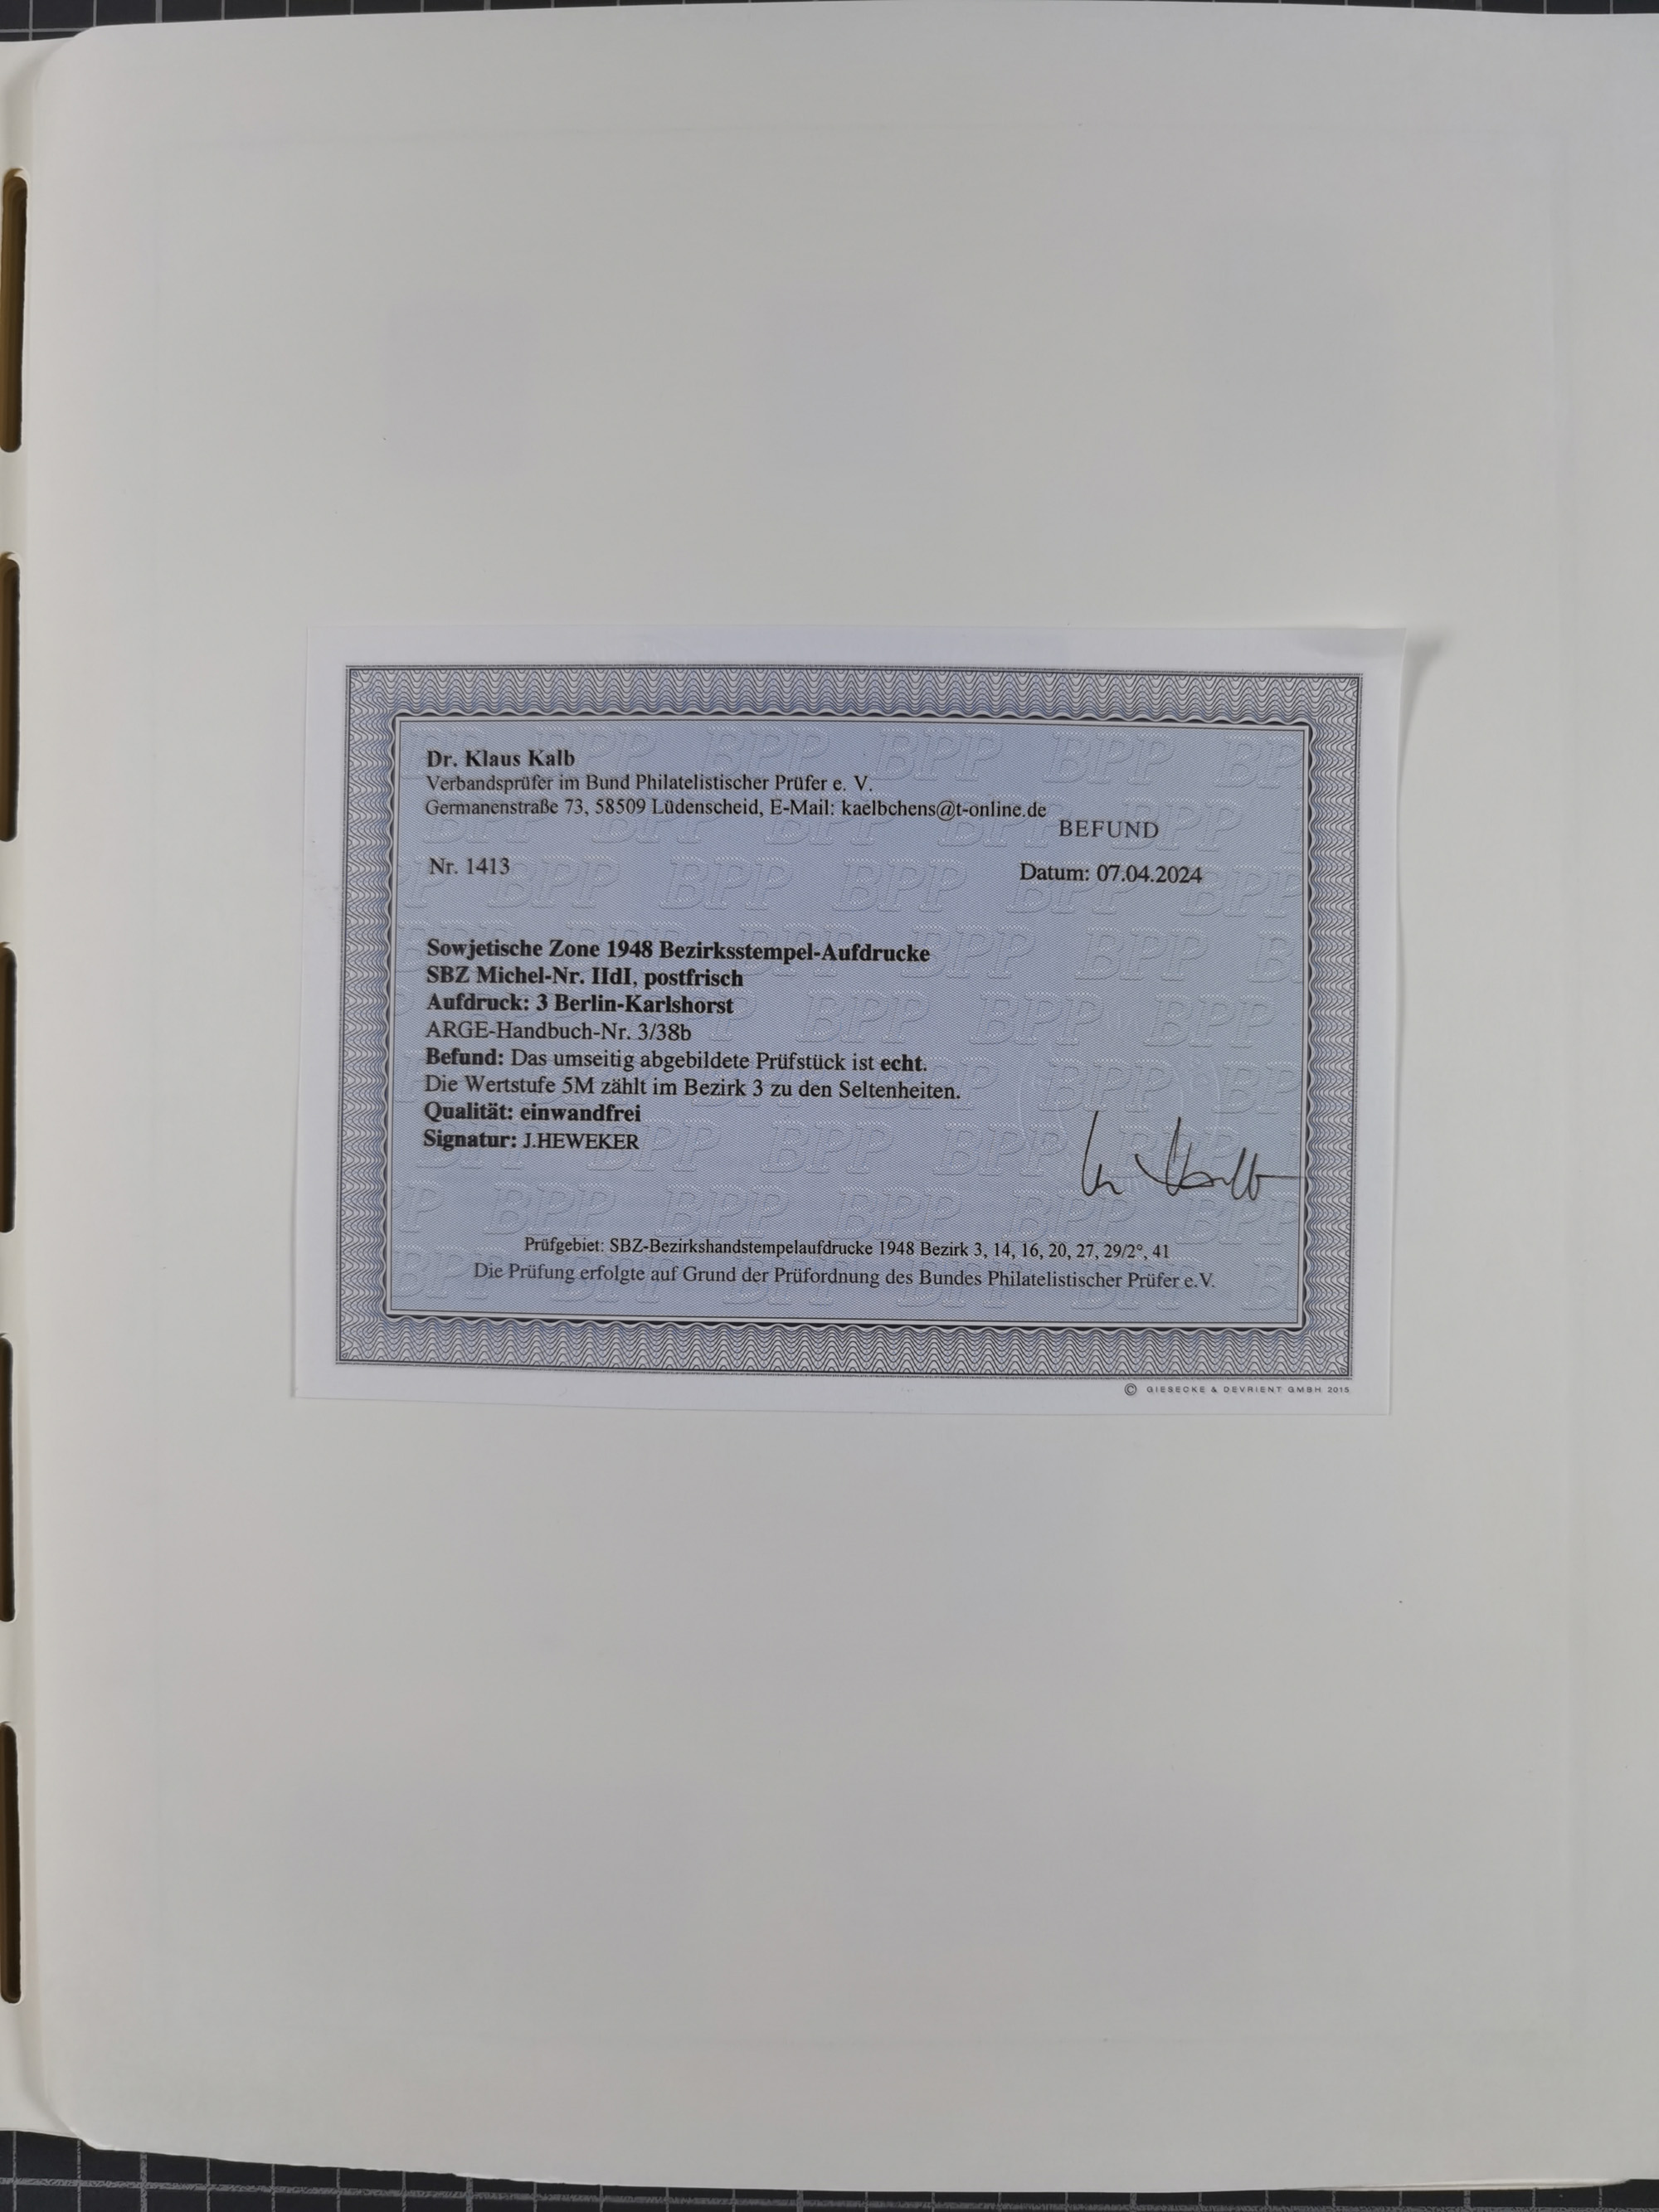 Dr. Klaus Kalb
Verbandsprüfer im Bund Philatelistischer Prüfer e. V.
Germanenstraße 73, 58509 Lüdenscheid, E-Mail: kaelbchens@t-online.de
BEFUND
Nr. 1413
Datum: 07.04.2024
Sowjetische Zone 1948 Bezirksstempel-Aufdrucke
SBZ Michel-Nr. IIdI, postfrisch
Aufdruck: 3 Berlin-Karlshorst
ARGE-Handbuch-Nr. 3/38b
Befund: Das umseitig abgebildete Prüfstück ist echt.
Die Wertstufe 5M zählt im Bezirk 3 zu den Seltenheiten.
Qualität: einwandfrei
Signatur: J.HEWEKER
Prüfgebiet: SBZ-Bezirkshandstempelaufdrucke 1948 Bezirk 3, 14, 16, 20, 27, 29/2°, 41
Die Prüfung erfolgte auf Grund der Prüfordnung des Bundes Philatelistischer Prüfer e.V.
© GIESECKE & DEVRIENT GMBH 2015